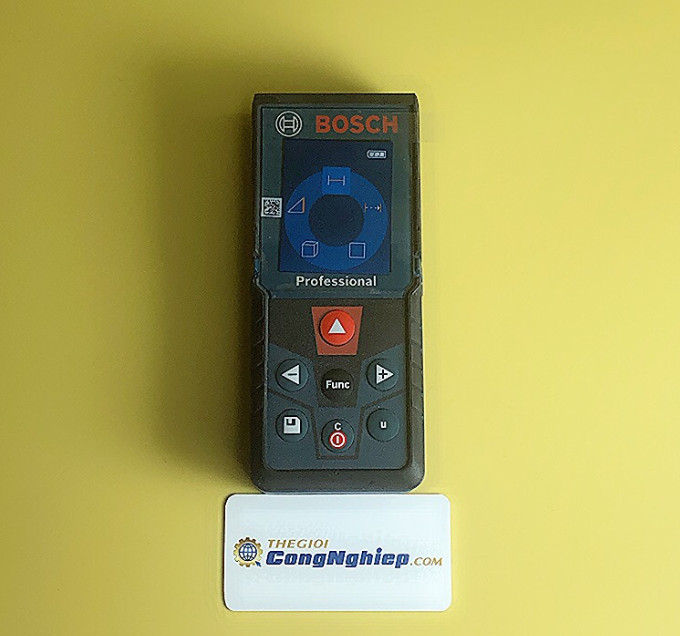 BOSCH
Professional
Func
C
u
THEGIOI
CongNghiep.COM